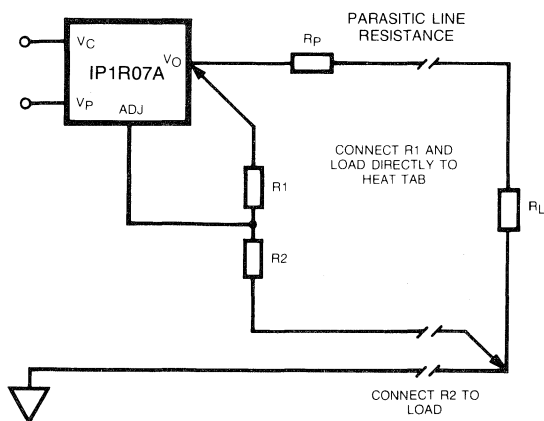 PARASITIC LINE
RESISTANCE
VC
VO
RP
IP1R07A
VP
ADJ
CONNECT R1 AND
LOAD DIRECTLY TO
HEAT TAB
R1
RL
R2
CONNECT R2 TO
LOAD